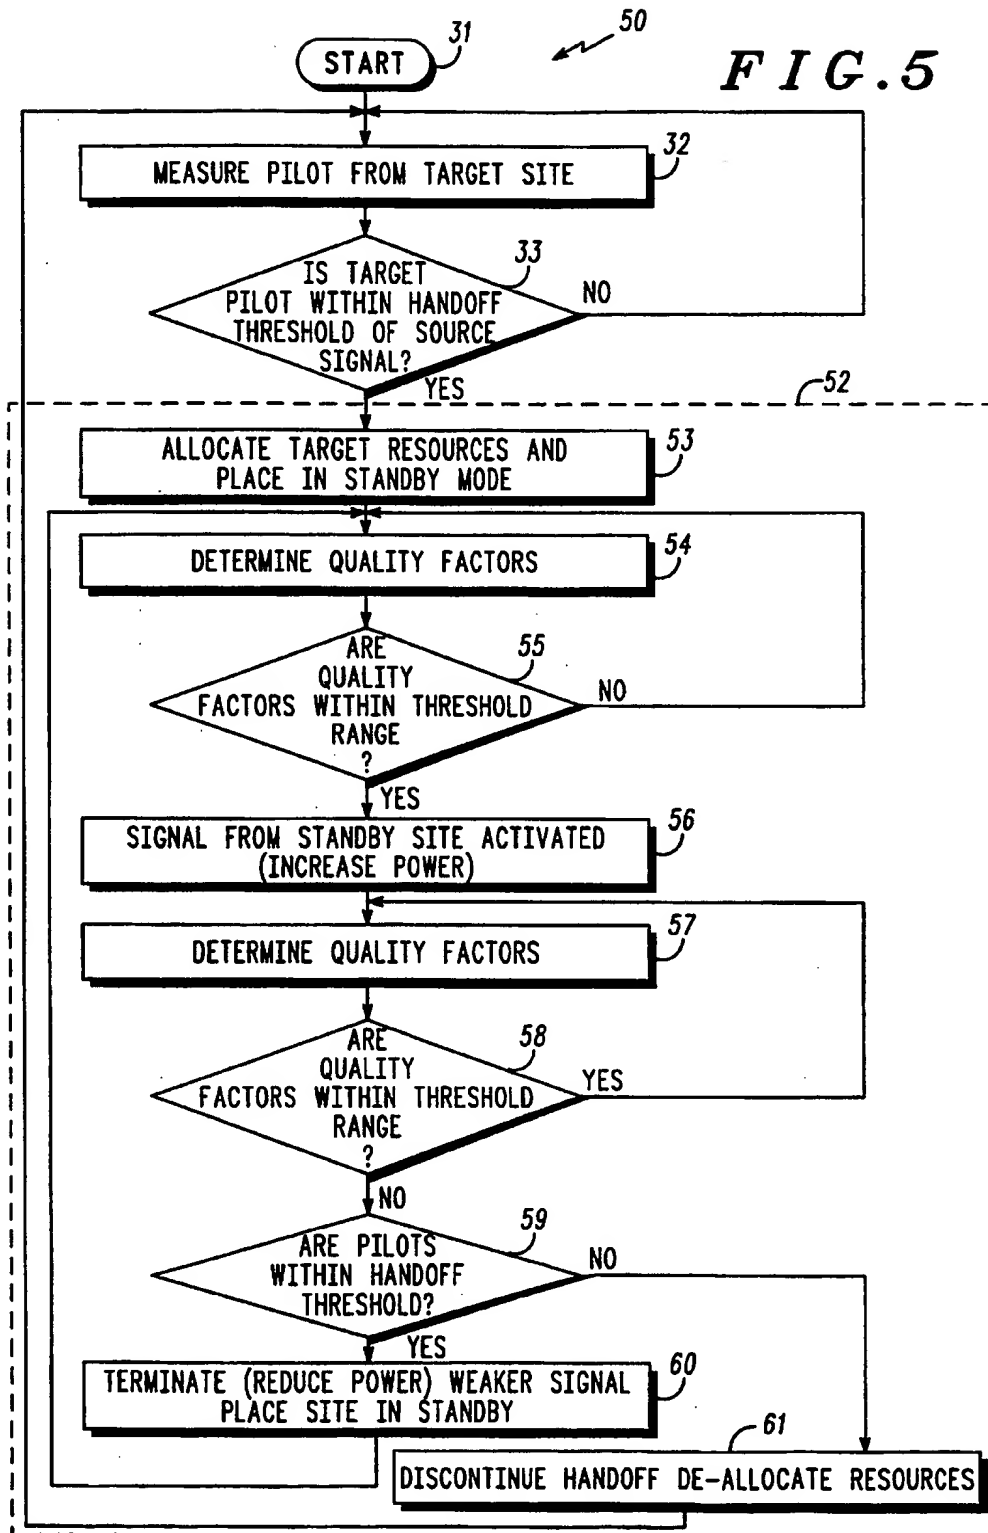 50
FIG.5
START
31
MEASURE PILOT FROM TARGET SITE
32
IS TARGET
PILOT WITHIN HANDOFF
THRESHOLD OF SOURCE
SIGNAL?
33
NO
YES
52
ALLOCATE TARGET RESOURCES AND
PLACE IN STANDBY MODE
53
DETERMINE QUALITY FACTORS
54
ARE
QUALITY
FACTORS WITHIN THRESHOLD
RANGE
?
55
NO
YES
SIGNAL FROM STANDBY SITE ACTIVATED
(INCREASE POWER)
56
DETERMINE QUALITY FACTORS
57
ARE
QUALITY
FACTORS WITHIN THRESHOLD
RANGE
?
58
YES
NO
ARE PILOTS
WITHIN HANDOFF
THRESHOLD?
59
NO
YES
TERMINATE (REDUCE POWER) WEAKER SIGNAL
PLACE SITE IN STANDBY
60
61
DISCONTINUE HANDOFF DE-ALLOCATE RESOURCES